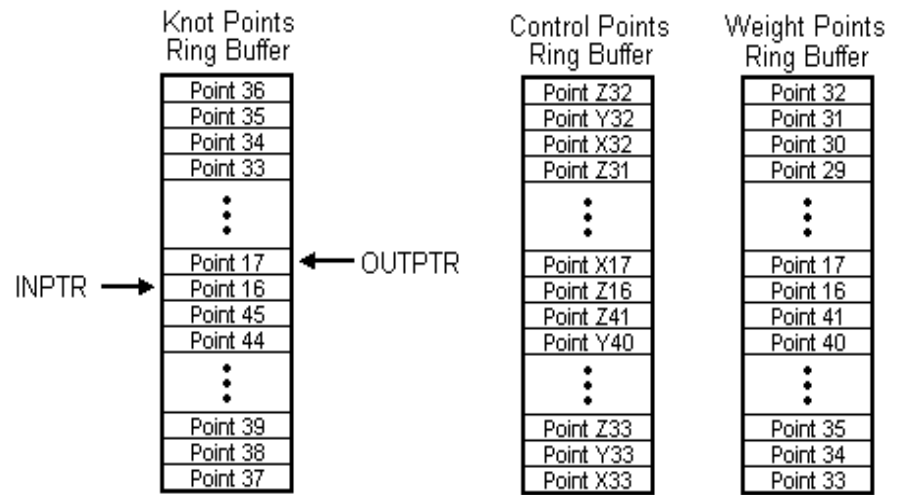 Knot Points
Ring Buffer
Point 36
Point 35
Point 34
Point 33
Point 17
Point 16
Point 45
Point 44
Point 39
Point 38
Point 37
INPTR
OUTPTR
Control Points
Ring Buffer
Point Z32
Point Y32
Point X32
Point Z31
Point X17
Point Z16
Point Z41
Point Y40
Point Z33
Point Y33
Point X33
Weight Points
Ring Buffer
Point 32
Point 31
Point 30
Point 29
Point 17
Point 16
Point 41
Point 40
Point 35
Point 34
Point 33